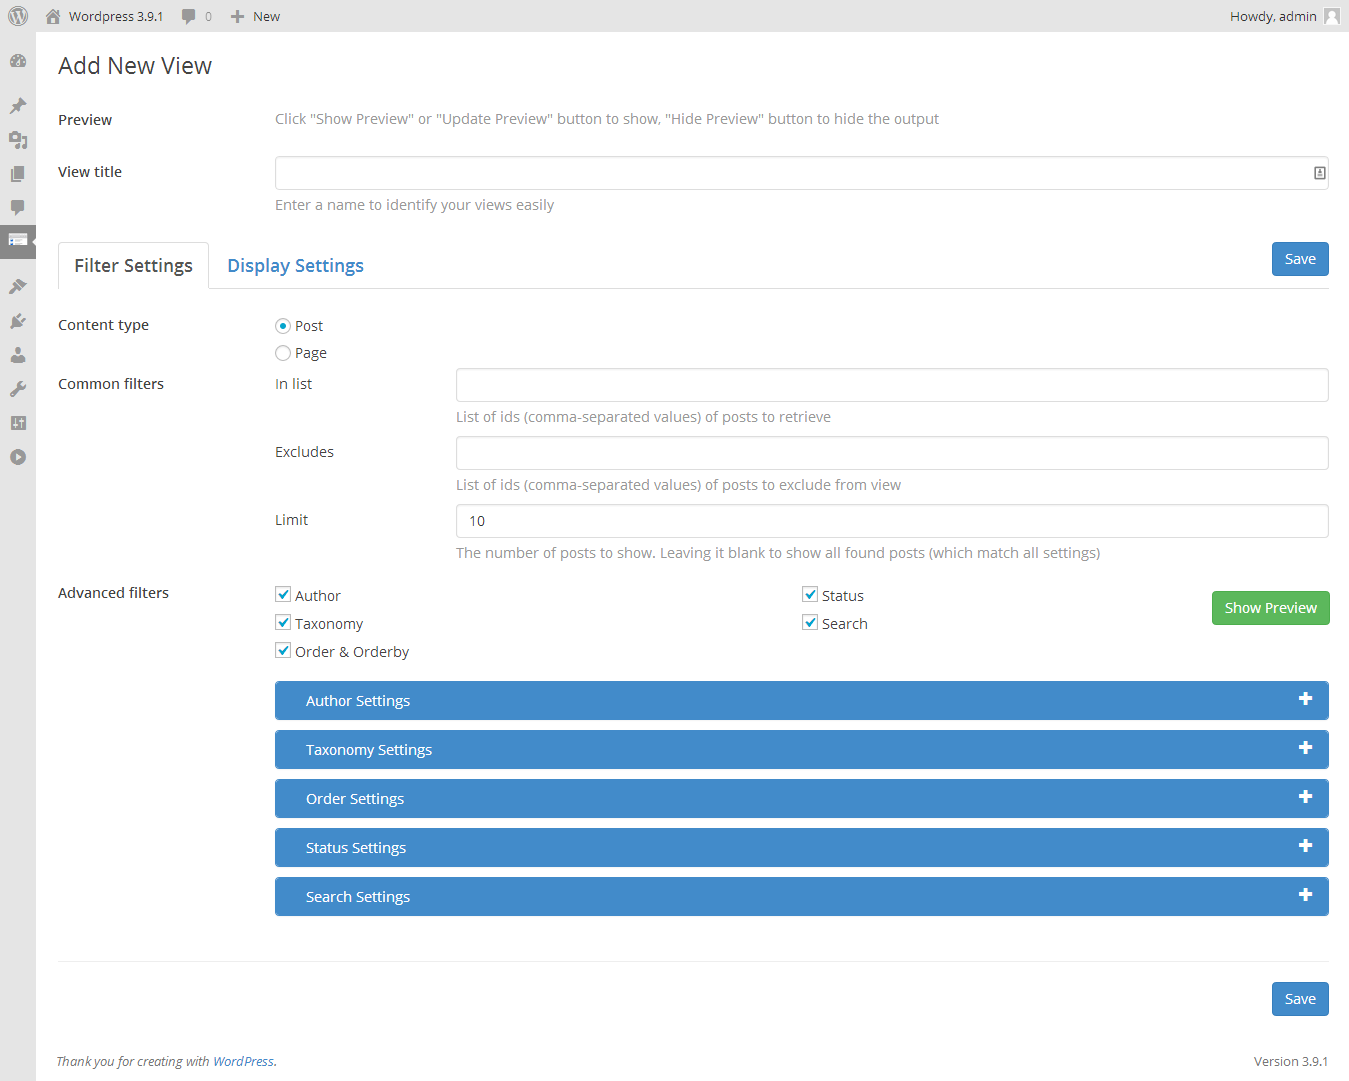 Wordpress 3.9.1 0 New Howdy, admin
Add New View
Preview Click "Show Preview" or "Update Preview" button to show, "Hide Preview" button to hide the output
View title
Enter a name to identify your views easily
Filter Settings Display Settings Save
Content type Post
Page
Common filters In list
List of ids (comma-separated values) of posts to retrieve
Excludes
List of ids (comma-separated values) of posts to exclude from view
Limit 10
The number of posts to show. Leaving it blank to show all found posts (which match all settings)
Advanced filters Author Status
Show Preview
Taxonomy Search
Order & Orderby
Author Settings
Taxonomy Settings
Order Settings
Status Settings
Search Settings
Save
Thank you for creating with WordPress. Version 3.9.1